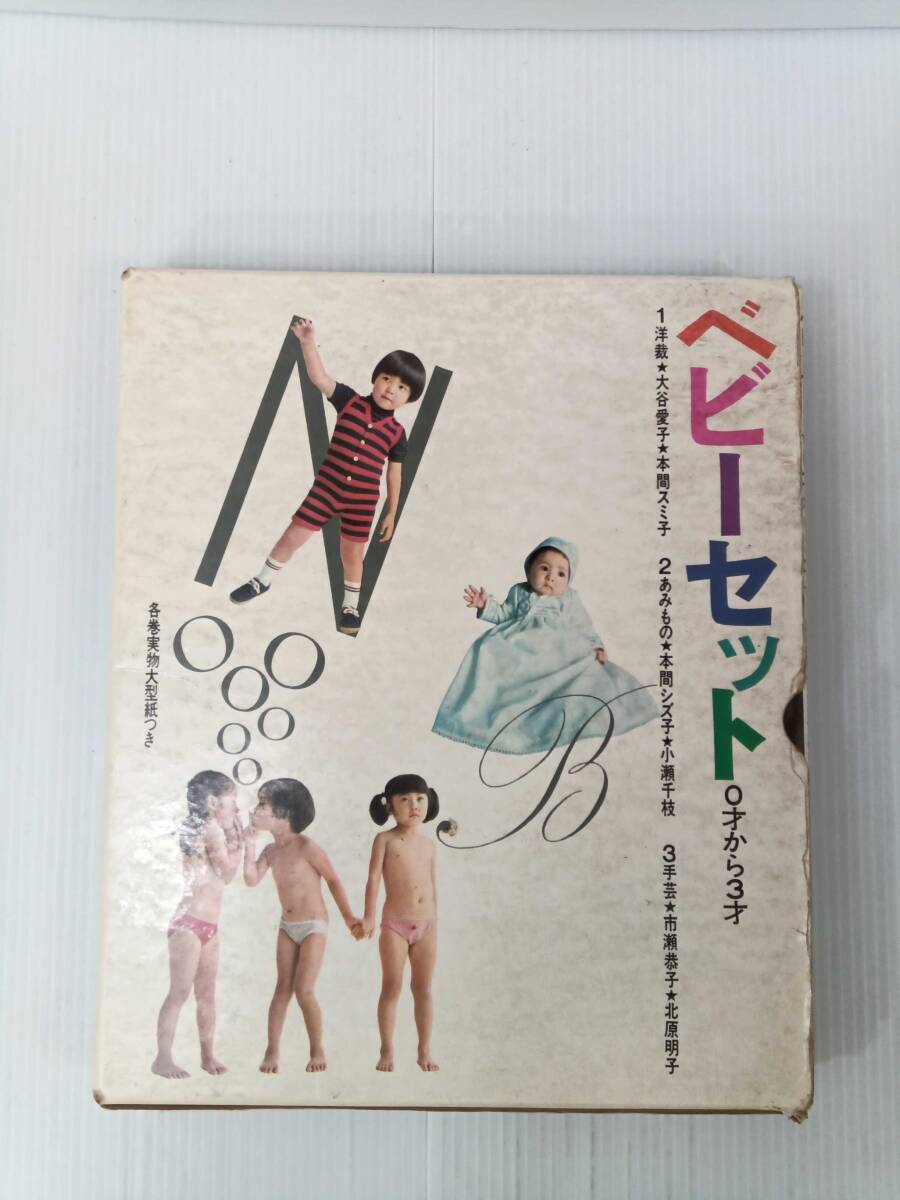 ベビーセット0才から3才
1洋裁★大谷愛子★本間スミ子 2あみもの★本間シズ子★小瀬千枝 3手芸★市瀬恭子★北原明子
N
B
各巻実物大型紙つき